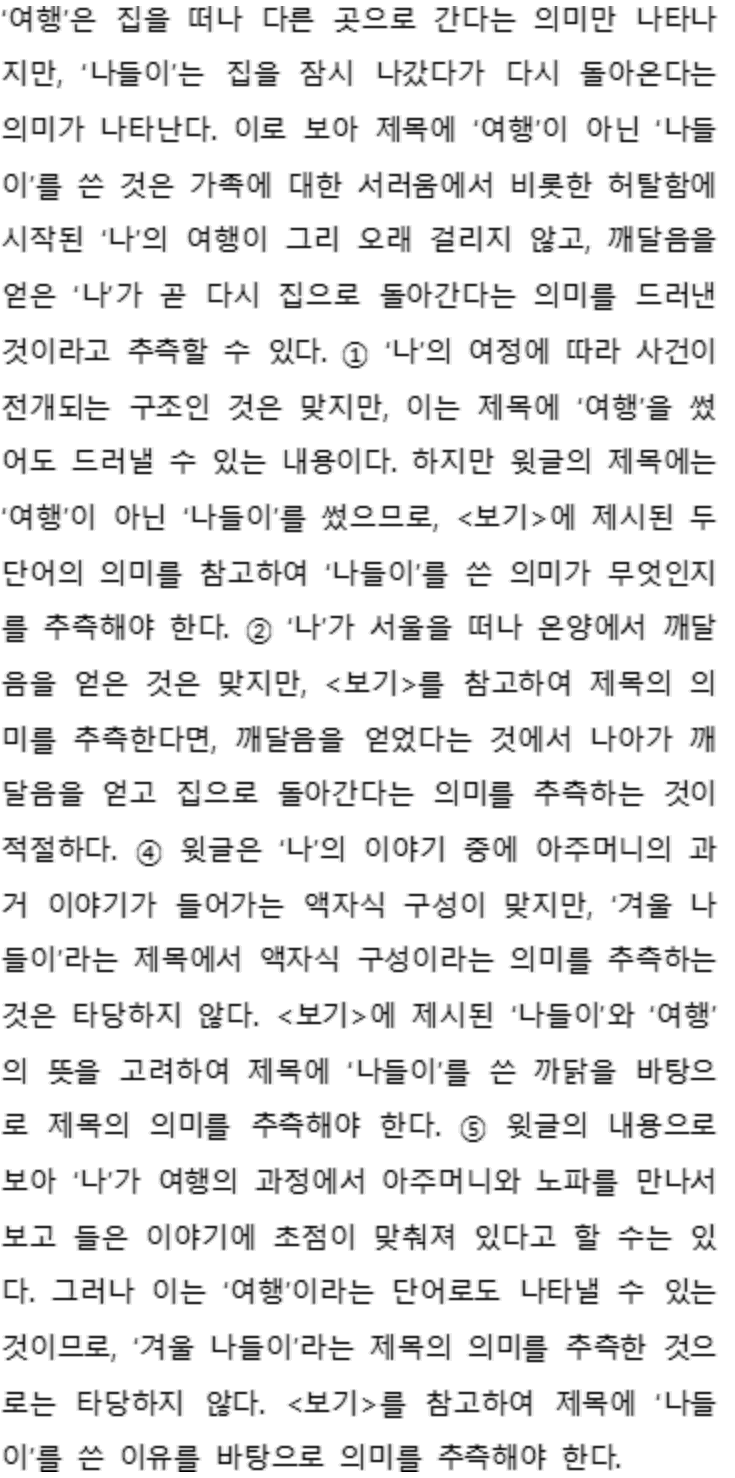 ‘여행’은 집을 떠나 다른 곳으로 간다는 의미만 나타나
지만, ‘나들이’는 집을 잠시 나갔다가 다시 돌아온다는
의미가 나타난다. 이로 보아 제목에 ‘여행’이 아닌 ‘나들
이’를 쓴 것은 가족에 대한 서러움에서 비롯한 허탈함에
시작된 ‘나’의 여행이 그리 오래 걸리지 않고, 깨달음을
얻은 ‘나’가 곧 다시 집으로 돌아간다는 의미를 드러낸
것이라고 추측할 수 있다. ① ‘나’의 여정에 따라 사건이
전개되는 구조인 것은 맞지만, 이는 제목에 ‘여행’을 썼
어도 드러낼 수 있는 내용이다. 하지만 윗글의 제목에는
‘여행’이 아닌 ‘나들이’를 썼으므로, <보기>에 제시된 두
단어의 의미를 참고하여 ‘나들이’를 쓴 의미가 무엇인지
를 추측해야 한다. ② ‘나’가 서울을 떠나 온양에서 깨달
음을 얻은 것은 맞지만, <보기>를 참고하여 제목의 의
미를 추측한다면, 깨달음을 얻었다는 것에서 나아가 깨
달음을 얻고 집으로 돌아간다는 의미를 추측하는 것이
적절하다. ④ 윗글은 ‘나’의 이야기 중에 아주머니의 과
거 이야기가 들어가는 액자식 구성이 맞지만, ‘겨울 나
들이’라는 제목에서 액자식 구성이라는 의미를 추측하는
것은 타당하지 않다. <보기>에 제시된 ‘나들이’와 ‘여행’
의 뜻을 고려하여 제목에 ‘나들이’를 쓴 까닭을 바탕으
로 제목의 의미를 추측해야 한다. ⑤ 윗글의 내용으로
보아 ‘나’가 여행의 과정에서 아주머니와 노파를 만나서
보고 들은 이야기에 초점이 맞춰져 있다고 할 수는 있
다. 그러나 이는 ‘여행’이라는 단어로도 나타낼 수 있는
것이므로, ‘겨울 나들이’라는 제목의 의미를 추측한 것으
로는 타당하지 않다. <보기>를 참고하여 제목에 ‘나들
이’를 쓴 이유를 바탕으로 의미를 추측해야 한다.